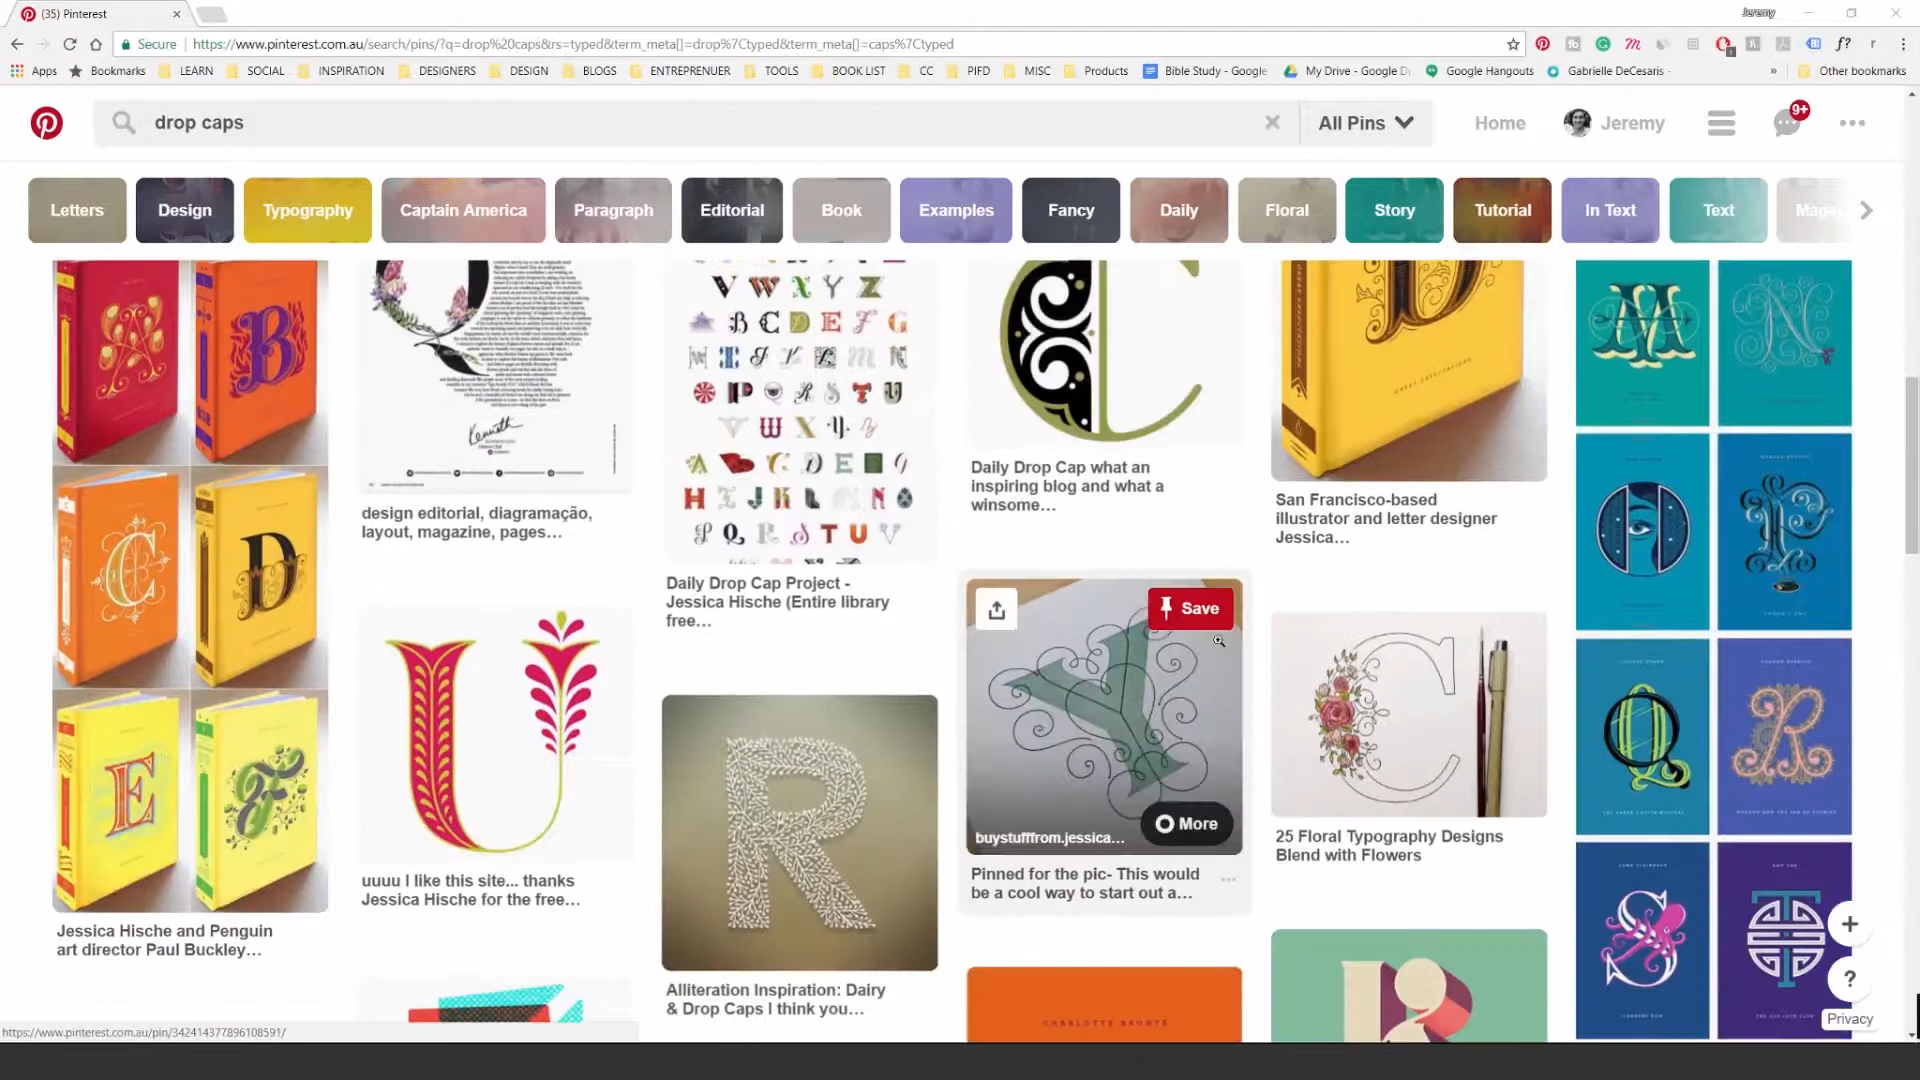 (35) Pinterest
Jeremy
Secure
https://www.pinterest.com.au/search/pins/?q=drop%20caps&rs=typed&term_meta[]=drop%7Ctyped&term_meta[]=caps%7Ctyped
Apps Bookmarks LEARN SOCIAL INSPIRATION DESIGNERS DESIGN BLOGS ENTREPRENUER TOOLS BOOK LIST CC PIFD MISC Products Bible Study - Google My Drive - Google D Google Hangouts Gabrielle DeCesaris - » Other bookmarks
drop caps
All Pins
Home
Jeremy
9+
Letters Design Typography Captain America Paragraph Editorial Book Examples Fancy Daily Floral Story Tutorial In Text Text
Kenneth
design editorial, diagramação,
layout, magazine, pages…
Daily Drop Cap Project -
Jessica Hische (Entire library
free…
Daily Drop Cap what an
inspiring blog and what a
winsome…
GREAT EXPECTATIONS
San Francisco-based
illustrator and letter designer
Jessica…
Save
More
buystufffrom.jessica…
Pinned for the pic- This would
be a cool way to start out a…
25 Floral Typography Designs
Blend with Flowers
uuuu I like this site... thanks
Jessica Hische for the free…
Jessica Hische and Penguin
art director Paul Buckley…
Alliteration Inspiration: Dairy
& Drop Caps I think you…
CHARLOTTE BRONTË
A B C D E F
U R Y C
M N
O P
Q R
S T
+
?
Privacy
https://www.pinterest.com.au/pin/342414377896108591/